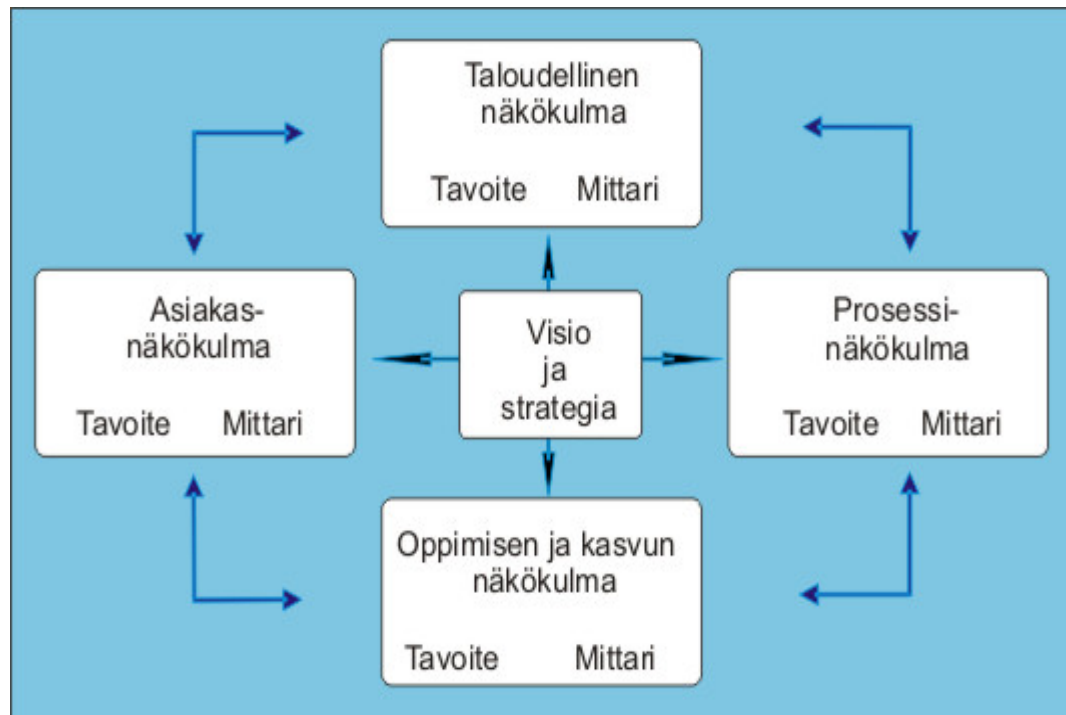 Taloudellinen
näkökulma
Tavoite Mittari
Asiakas-
näkökulma
Tavoite Mittari
Visio
ja
strategia
Prosessi-
näkökulma
Tavoite Mittari
Oppimisen ja kasvun
näkökulma
Tavoite Mittari